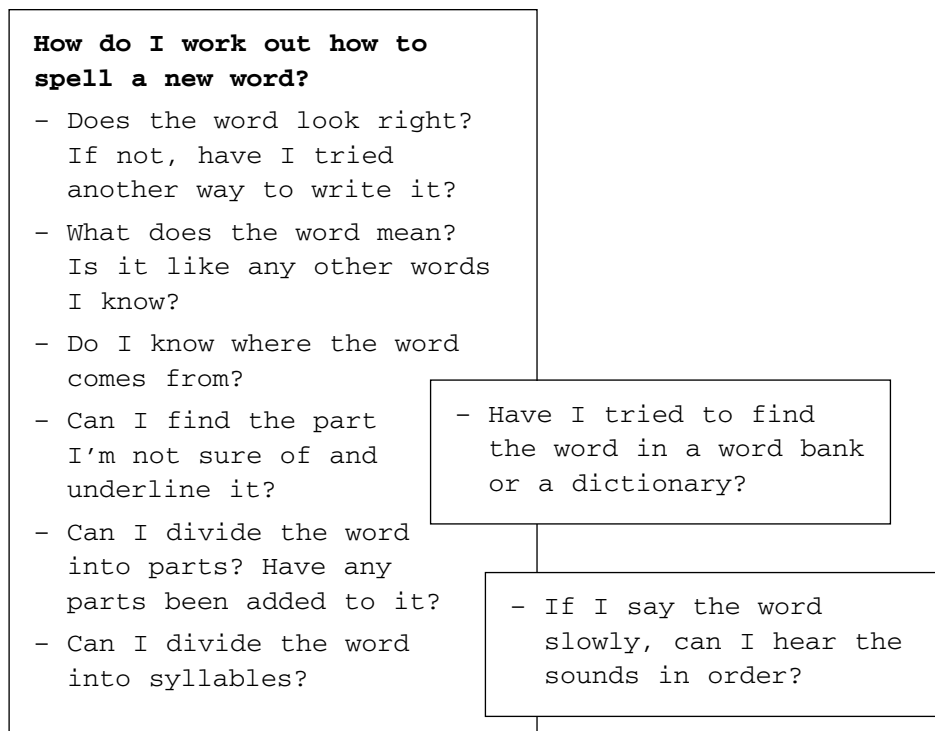 How do I work out how to
spell a new word?
– Does the word look right?
If not, have I tried
another way to write it?
– What does the word mean?
Is it like any other words
I know?
– Do I know where the word
comes from?
– Can I find the part
I’m not sure of and
underline it?
– Can I divide the word
into parts? Have any
parts been added to it?
– Can I divide the word
into syllables?
– Have I tried to find
the word in a word bank
or a dictionary?
– If I say the word
slowly, can I hear the
sounds in order?